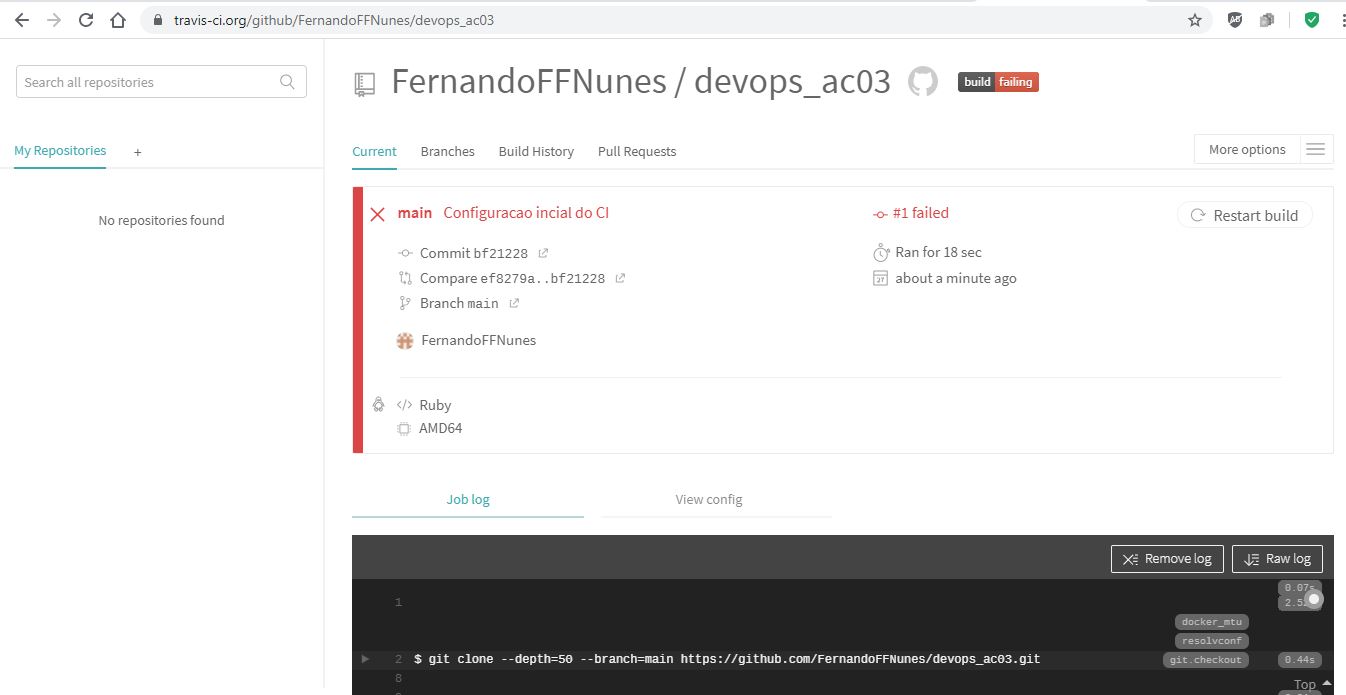 travis-ci.org/github/FernandoFFNunes/devops_ac03
Search all repositories
My Repositories +
No repositories found
FernandoFFNunes / devops_ac03 build failing
Current Branches Build History Pull Requests More options
main Configuracao incial do CI #1 failed Restart build
Commit bf21228 Ran for 18 sec
Compare ef8279a..bf21228 about a minute ago
Branch main
FernandoFFNunes
Ruby
AMD64
Job log View config
Remove log Raw log
0.07s
1
docker_mtu
resolvconf
2 $ git clone --depth=50 --branch=main https://github.com/FernandoFFNunes/devops_ac03.git git.checkout 0.44s
8
Top